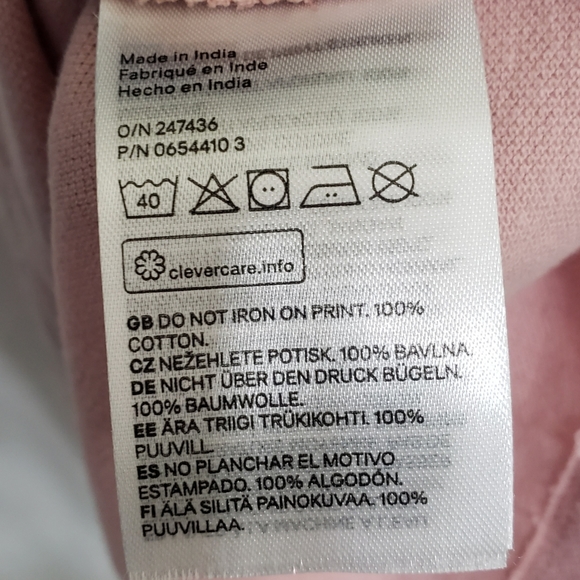 Made in India
Fabriqué en Inde
Hecho en India
O/N 247436
P/N 0654410 3
40
clevercare.info
GB DO NOT IRON ON PRINT. 100%
COTTON.
CZ NEŽEHLETE POTISK. 100% BAVLNA.
DE NICHT ÜBER DEN DRUCK BÜGELN.
100% BAUMWOLLE.
EE ÄRA TRIIGI TRÜKIKOHTI. 100%
PUUVILL.
ES NO PLANCHAR EL MOTIVO
ESTAMPADO. 100% ALGODÓN.
FI ÄLÄ SILITÄ PAINOKUVAA. 100%
PUUVILLAA.